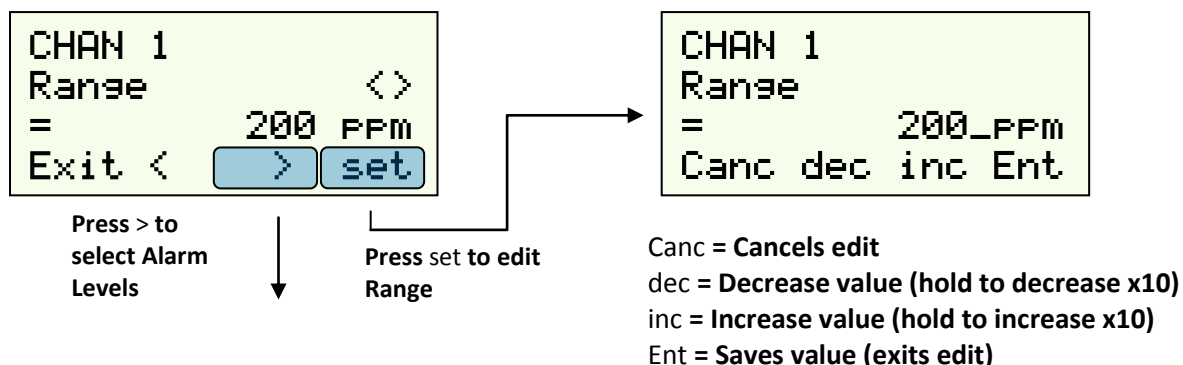 CHAN 1
Range <>
= 200 ppm
Exit < > set
Press > to
select Alarm
Levels
Press set to edit
Range
CHAN 1
Range
= 200_ppm
Canc dec inc Ent
Canc = Cancels edit
dec = Decrease value (hold to decrease x10)
inc = Increase value (hold to increase x10)
Ent = Saves value (exits edit)